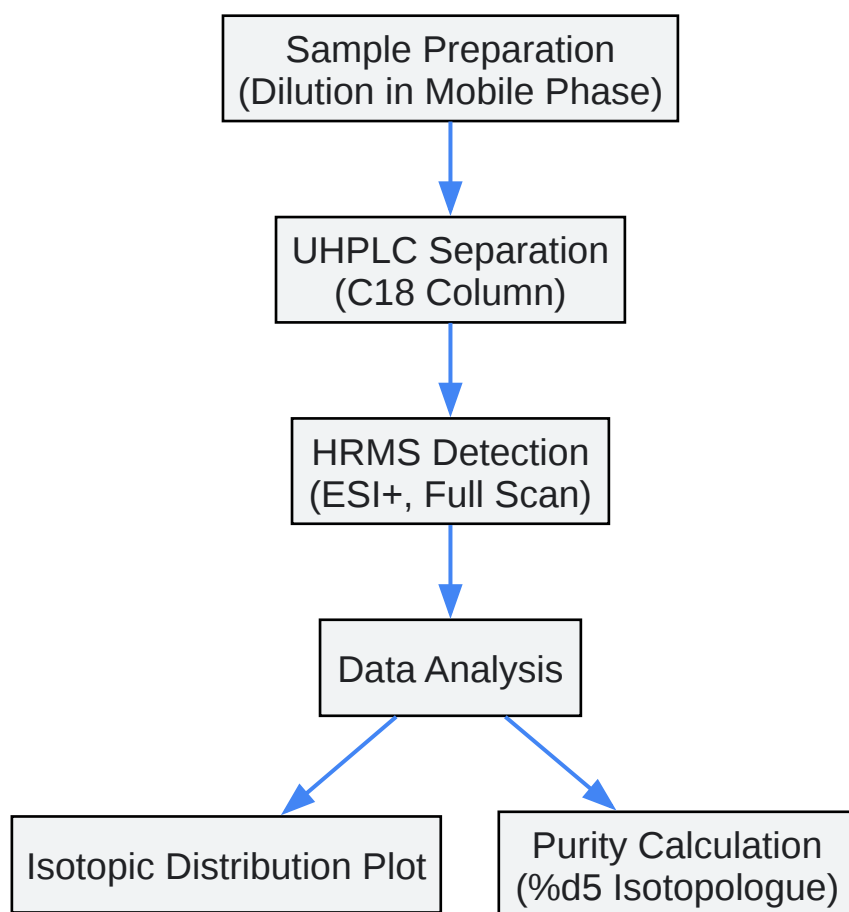 Sample Preparation
(Dilution in Mobile Phase)
UHPLC Separation
(C18 Column)
HRMS Detection
(ESI+, Full Scan)
Data Analysis
Isotopic Distribution Plot
Purity Calculation
(%d5 Isotopologue)